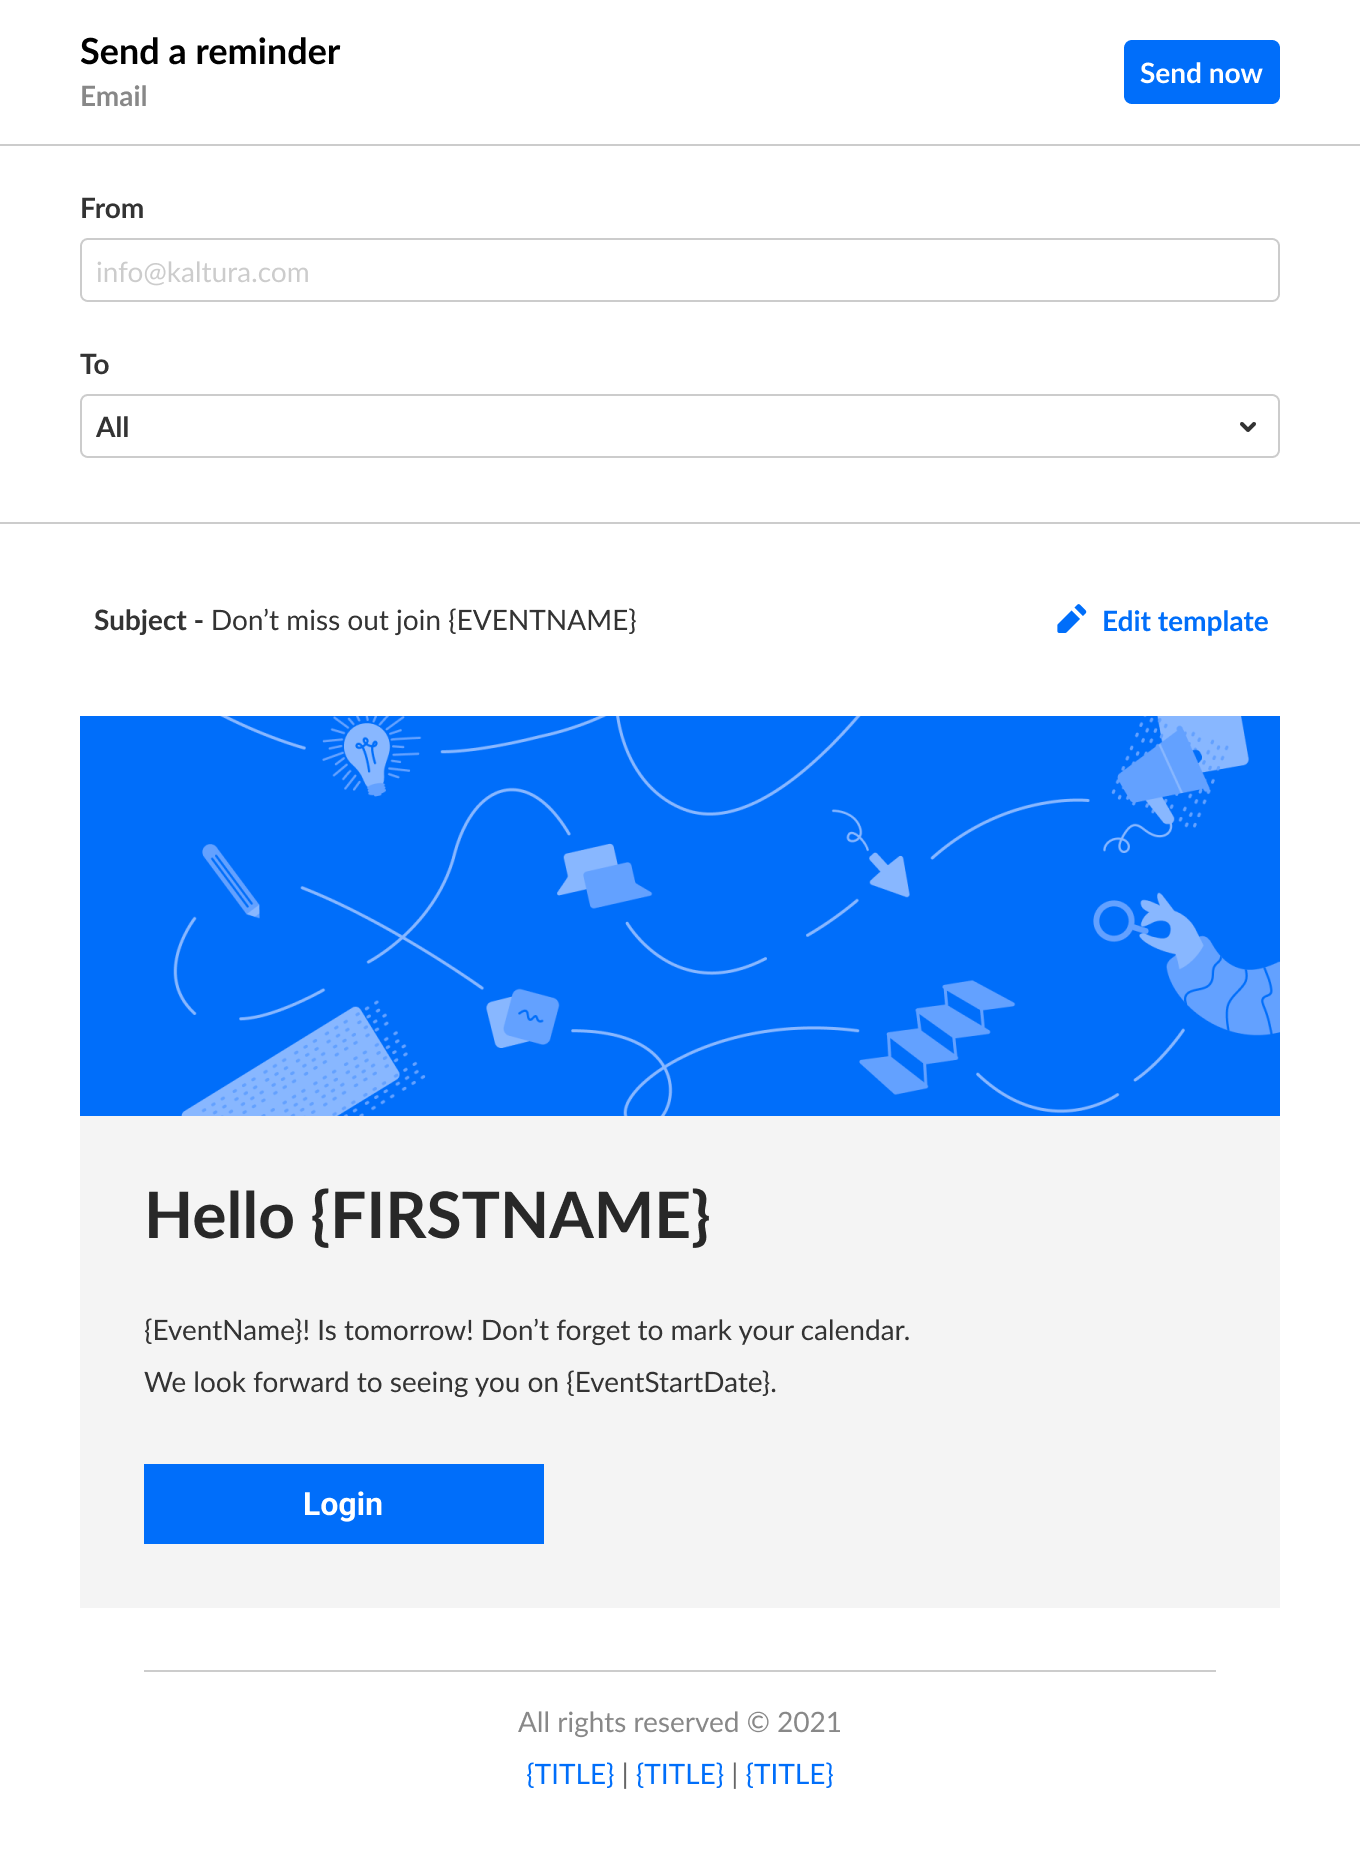 Send a reminder
Email
Send now
From
info@kaltura.com
To
All
Subject - Don’t miss out join {EVENTNAME}
Edit template
Hello {FIRSTNAME}
{EventName}! Is tomorrow! Don’t forget to mark your calendar.
We look forward to seeing you on {EventStartDate}.
Login
All rights reserved © 2021
{TITLE} | {TITLE} | {TITLE}